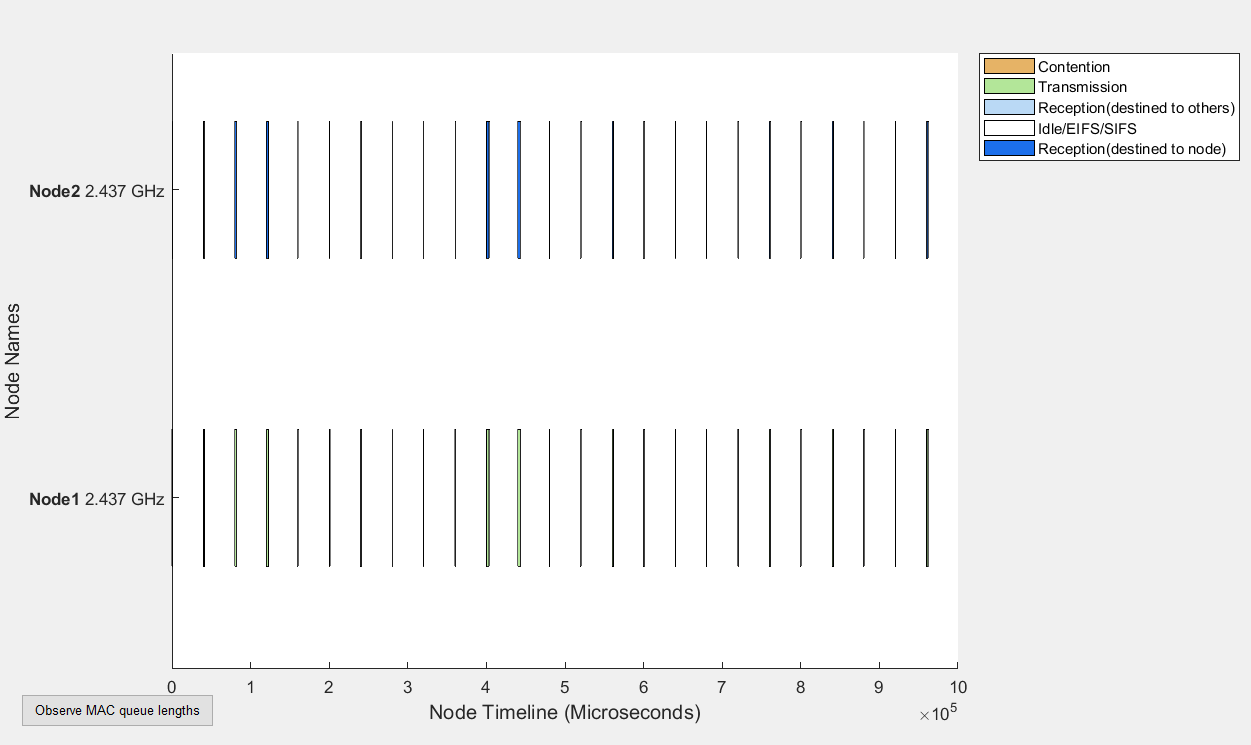 Contention
Transmission
Reception(destined to others)
Idle/EIFS/SIFS
Reception(destined to node)
Node2 2.437 GHz
Node Names
Node1 2.437 GHz
0 1 2 3 4 5 6 7 8 9 10
Observe MAC queue lengths
Node Timeline (Microseconds)
×10⁵